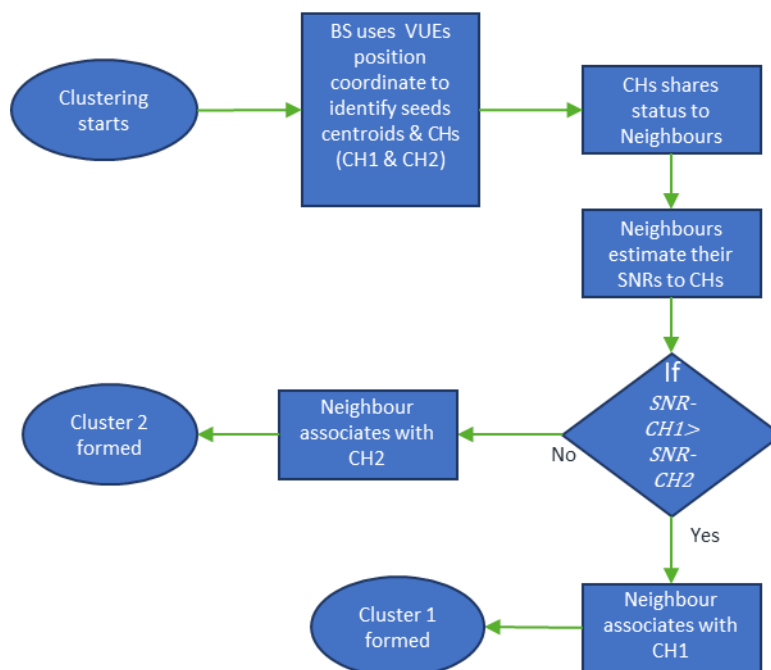 Clustering
starts
BS uses VUEs
position
coordinate to
identify seeds
centroids & CHs
(CH1 & CH2)
CHs shares
status to
Neighbours
Neighbours
estimate their
SNRs to CHs
If
SNR-
CH1>
SNR-
CH2
No
Neighbour
associates with
CH2
Cluster 2
formed
Yes
Neighbour
associates with
CH1
Cluster 1
formed